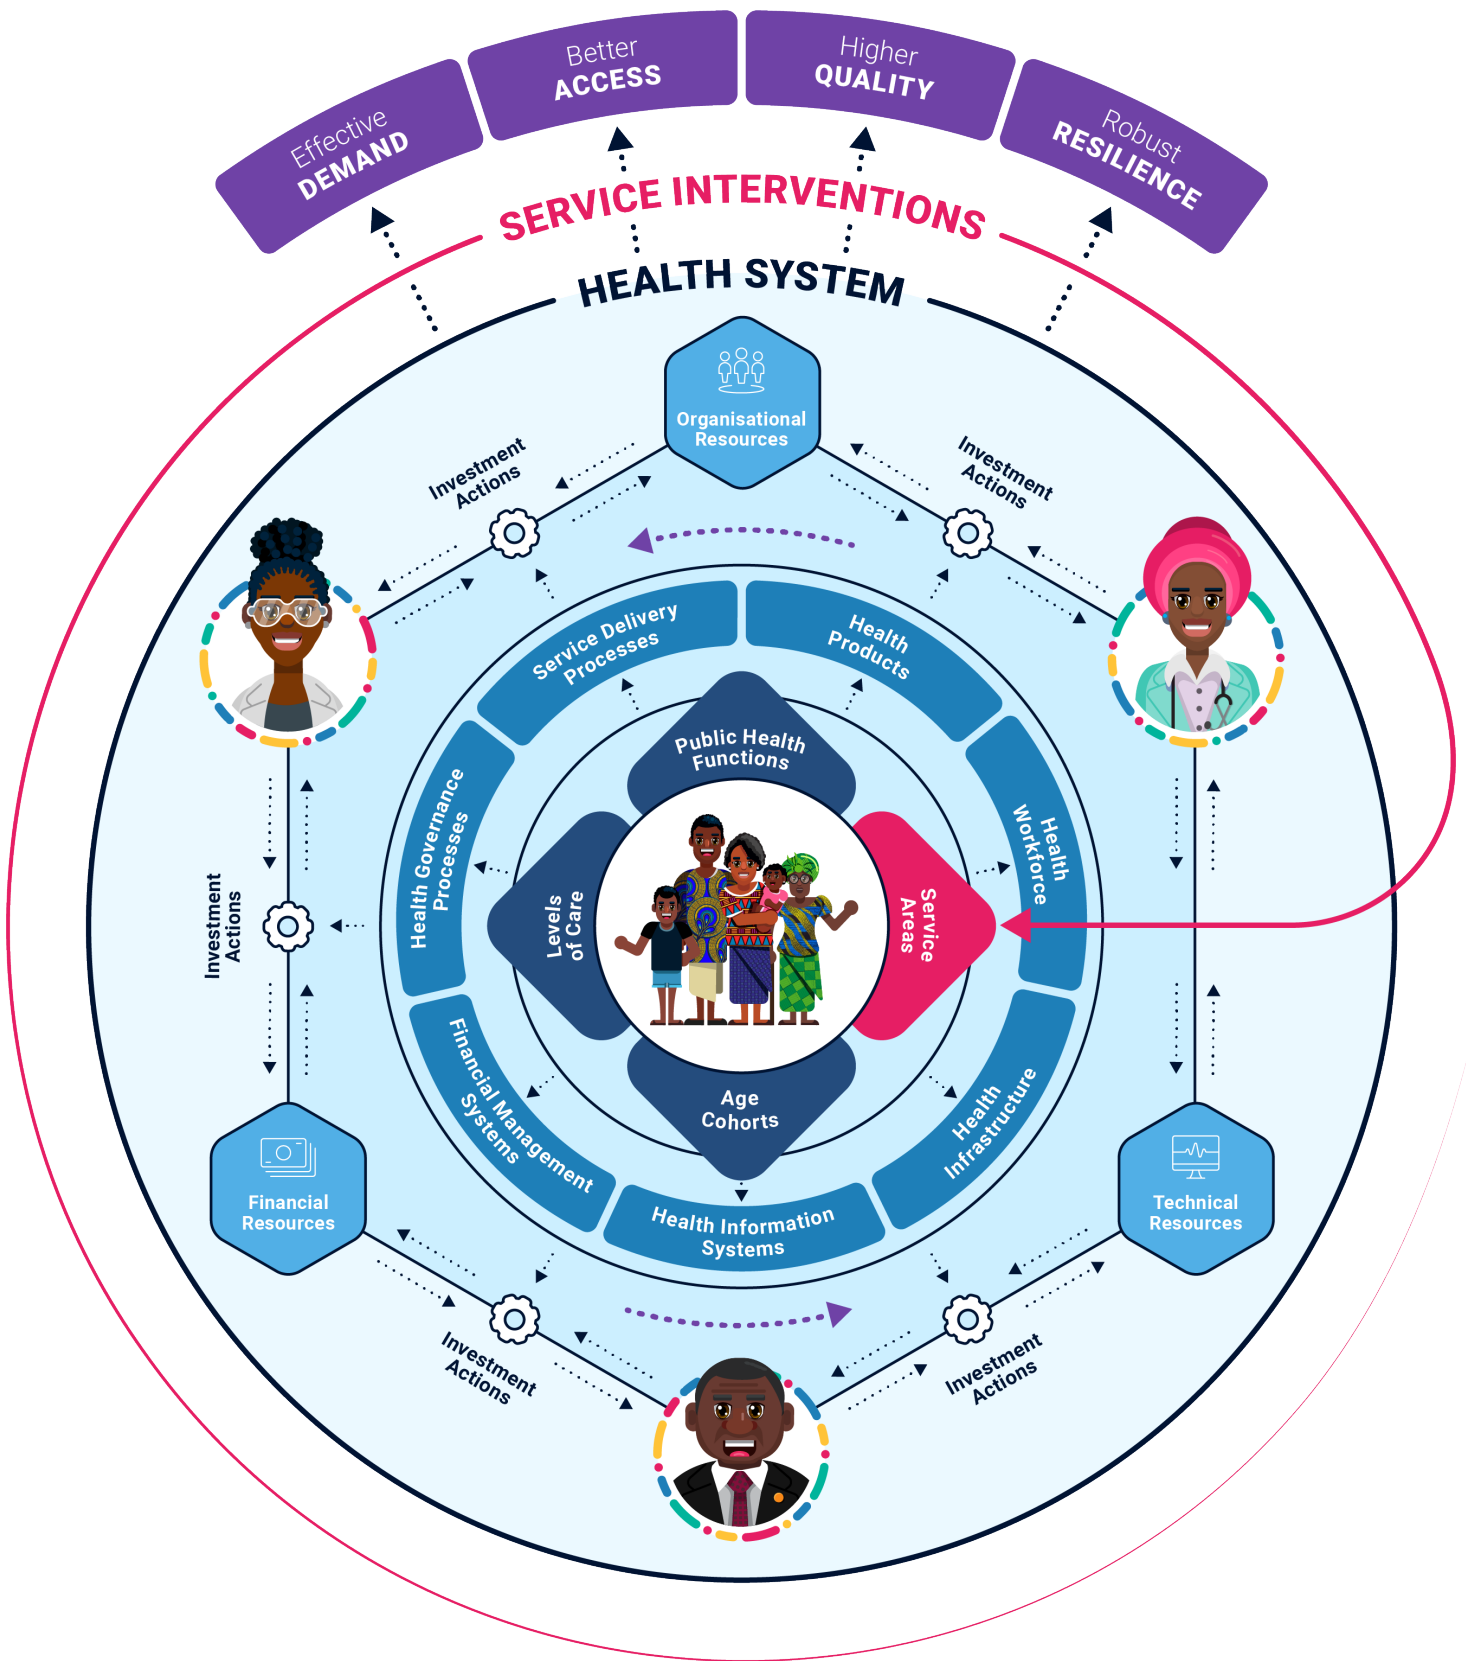 Effective
DEMAND
Better
ACCESS
Higher
QUALITY
Robust
RESILIENCE
SERVICE INTERVENTIONS
HEALTH SYSTEM
Organisational
Resources
Investment
Actions
Investment
Actions
Service Delivery
Processes
Health
Products
Health Governance
Processes
Health
Workforce
Public Health
Functions
Levels
of Care
Service
Areas
Age
Cohorts
Investment
Actions
Financial Management
Systems
Health
Infrastructure
Health Information
Systems
Financial
Resources
Technical
Resources
Investment
Actions
Investment
Actions